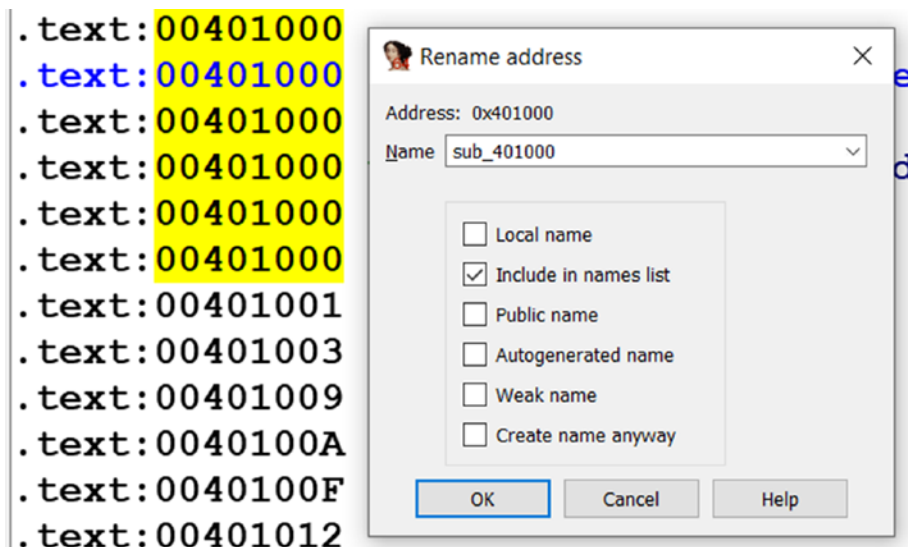 .text:00401000
.text:00401000
.text:00401000
.text:00401000
.text:00401000
.text:00401000
.text:00401001
.text:00401003
.text:00401009
.text:0040100A
.text:0040100F
.text:00401012
Rename address
Address: 0x401000
Name sub_401000
Local name
Include in names list
Public name
Autogenerated name
Weak name
Create name anyway
OK Cancel Help